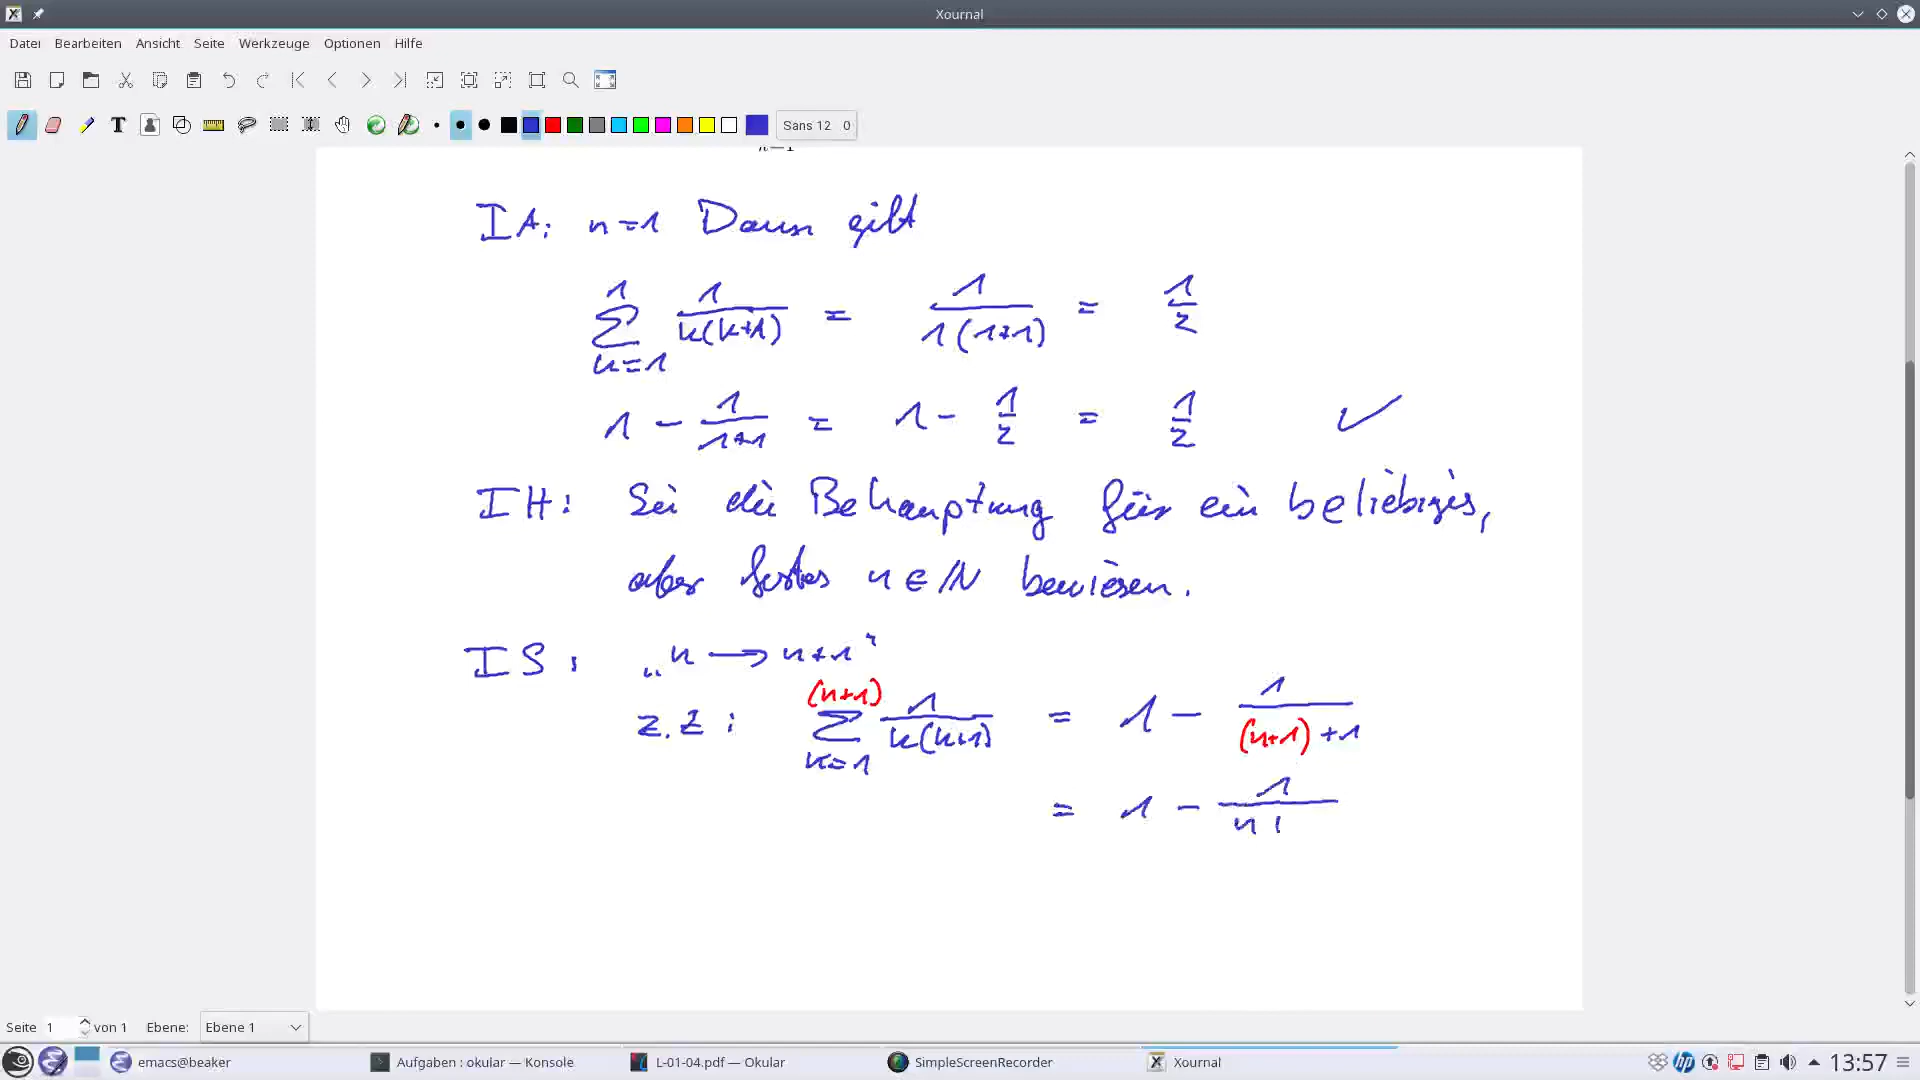 Xournal
Datei Bearbeiten Ansicht Seite Werkzeuge Optionen Hilfe
T Sans 12 0
IA: n=1 Dann gilt
∑_{k=1}^{1} 1/(k(k+1)) = 1/(1(1+1)) = 1/2
1 - 1/(1+1) = 1 - 1/2 = 1/2 ✓
IH: Sei die Behauptung für ein beliebiges,
aber festes n ∈ ℕ bewiesen.
IS: „n → n+1"
z.Z: ∑_{k=1}^{(n+1)} 1/(k(k+1)) = 1 - 1/((n+1)+1)
= 1 - 1/(n
Seite 1 von 1 Ebene: Ebene 1
emacs@beaker Aufgaben : okular — Konsole L-01-04.pdf — Okular SimpleScreenRecorder Xournal 13:57